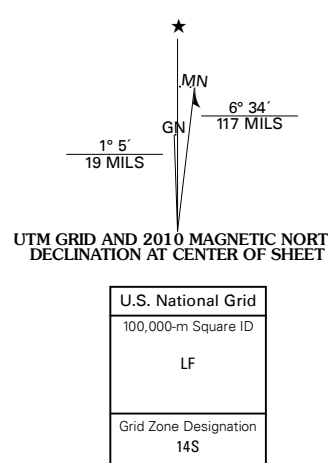 ★
MN
GN
6° 34´
117 MILS
1° 5´
19 MILS
UTM GRID AND 2010 MAGNETIC NORT
DECLINATION AT CENTER OF SHEET
U.S. National Grid
100,000-m Square ID
LF
Grid Zone Designation
14S